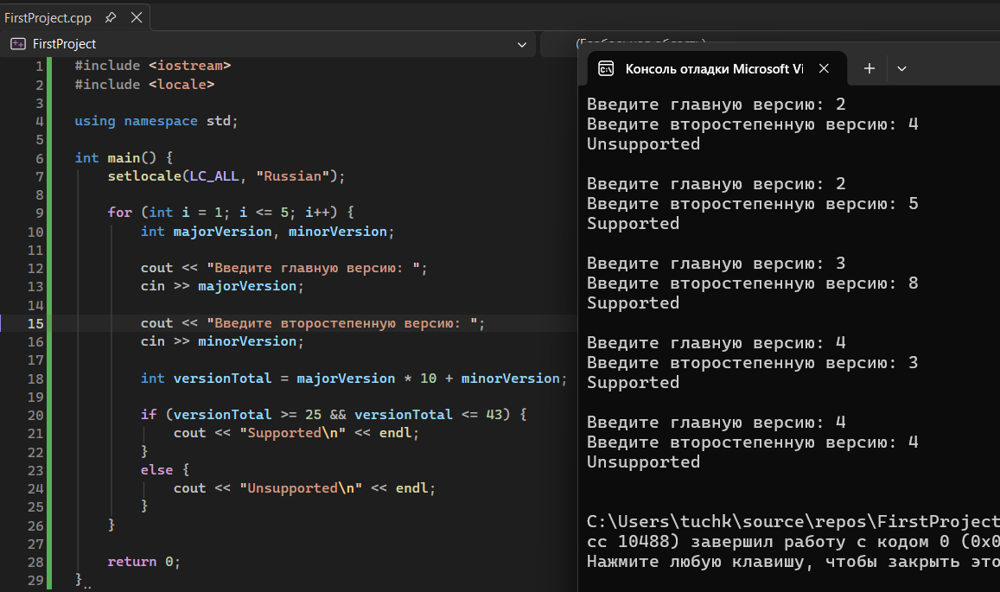 FirstProject.cpp
FirstProject
1 #include <iostream>
2 #include <locale>
3
4 using namespace std;
5
6 int main() {
7 setlocale(LC_ALL, "Russian");
8
9 for (int i = 1; i <= 5; i++) {
10 int majorVersion, minorVersion;
11
12 cout << "Введите главную версию: ";
13 cin >> majorVersion;
14
15 cout << "Введите второстепенную версию: ";
16 cin >> minorVersion;
17
18 int versionTotal = majorVersion * 10 + minorVersion;
19
20 if (versionTotal >= 25 && versionTotal <= 43) {
21 cout << "Supported\n" << endl;
22 }
23 else {
24 cout << "Unsupported\n" << endl;
25 }
26 }
27
28 return 0;
29 }
Консоль отладки Microsoft Vi
Введите главную версию: 2
Введите второстепенную версию: 4
Unsupported
Введите главную версию: 2
Введите второстепенную версию: 5
Supported
Введите главную версию: 3
Введите второстепенную версию: 8
Supported
Введите главную версию: 4
Введите второстепенную версию: 3
Supported
Введите главную версию: 4
Введите второстепенную версию: 4
Unsupported
C:\Users\tuchk\source\repos\FirstProject
сс 10488) завершил работу с кодом 0 (0x0
Нажмите любую клавишу, чтобы закрыть это